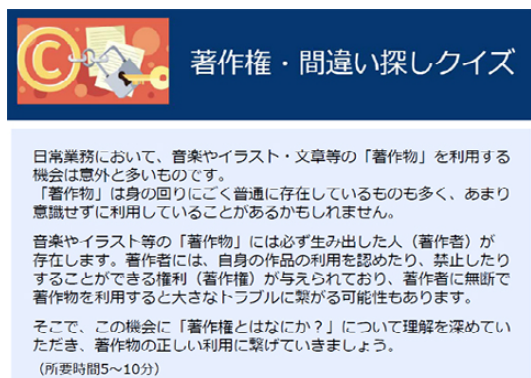 著作権・間違い探しクイズ
日常業務において、音楽やイラスト・文章等の「著作物」を利用する
機会は意外と多いものです。
「著作物」は身の回りにごく普通に存在しているものも多く、あまり
意識せずに利用していることがあるかもしれません。
音楽やイラスト等の「著作物」には必ず生み出した人（著作者）が
存在します。著作者には、自身の作品の利用を認めたり、禁止したり
することができる権利（著作権）が与えられており、著作者に無断で
著作物を利用すると大きなトラブルに繋がる可能性もあります。
そこで、この機会に「著作権とはなにか？」について理解を深めてい
ただき、著作物の正しい利用に繋げていきましょう。
（所要時間5～10分）